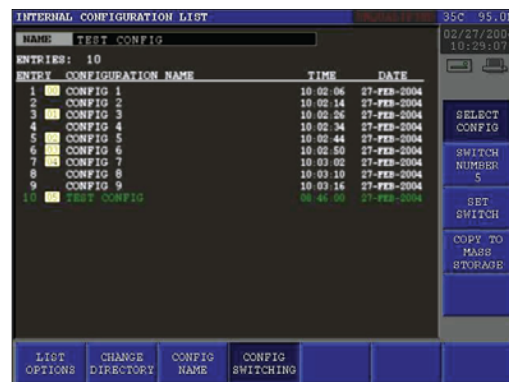 INTERNAL CONFIGURATION LIST
35C 95.0
NAME TEST CONFIG
02/27/200
10:29:07
ENTRIES: 10
ENTRY CONFIGURATION NAME TIME DATE
1 CONFIG 1 10:02:06 27-FEB-2004
2 CONFIG 2 10:02:14 27-FEB-2004
3 CONFIG 3 10:02:26 27-FEB-2004
4 CONFIG 4 10:02:34 27-FEB-2004
5 CONFIG 5 10:02:44 27-FEB-2004
6 CONFIG 6 10:02:50 27-FEB-2004
7 CONFIG 7 10:03:02 27-FEB-2004
8 CONFIG 8 10:03:10 27-FEB-2004
9 CONFIG 9 10:03:16 27-FEB-2004
10 TEST CONFIG 08:46:00 27-FEB-2004
SELECT
CONFIG
SWITCH
NUMBER
5
SET
SWITCH
COPY TO
MASS
STORAGE
LIST
OPTIONS
CHANGE
DIRECTORY
CONFIG
NAME
CONFIG
SWITCHING